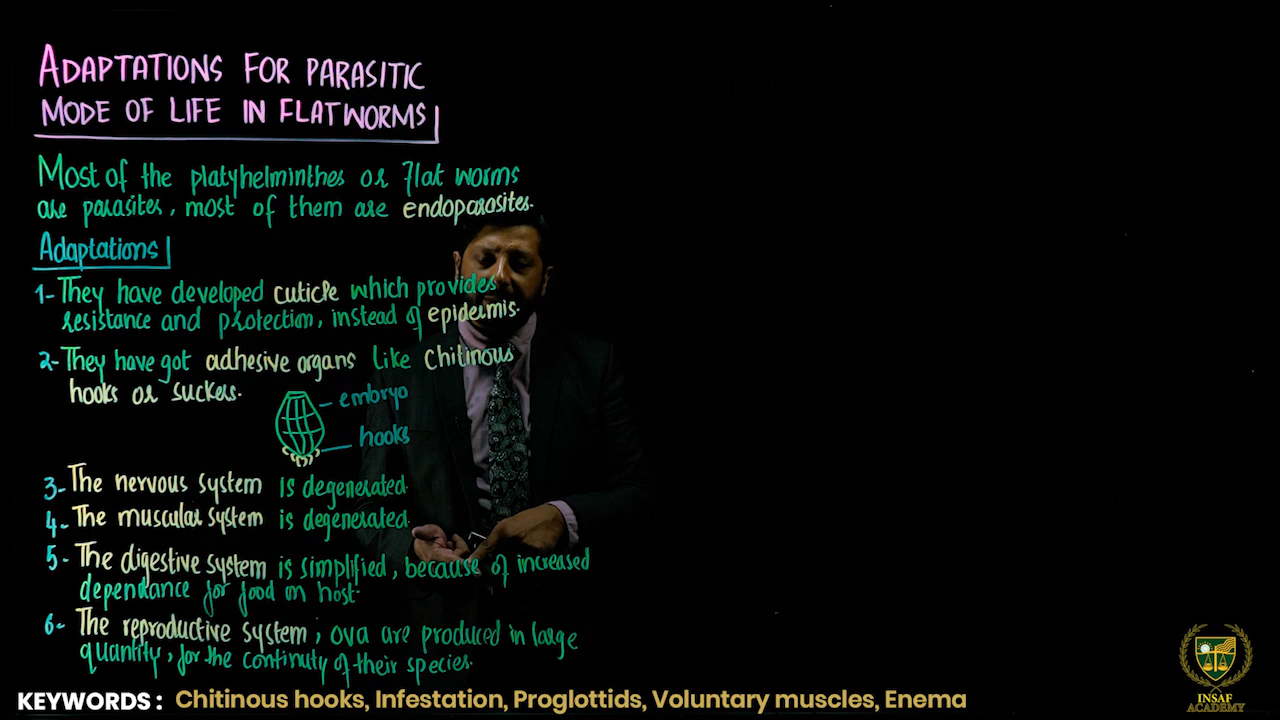 ADAPTATIONS FOR PARASITIC
MODE OF LIFE IN FLATWORMS
Most of the platyhelminthes or Flat worms
are parasites, most of them are endoparasites.
Adaptations
1- They have developed cuticle which provides
resistance and protection, instead of epidermis.
2- They have got adhesive organs like chitinous
hooks or suckers.
embryo
hooks
3- The nervous system is degenerated.
4- The muscular system is degenerated.
5- The digestive system is simplified, because of increased
dependance for food on host.
6- The reproductive system; ova are produced in large
quantity, for the continuity of their species.
KEYWORDS : Chitinous hooks, Infestation, Proglottids, Voluntary muscles, Enema
INSAF
ACADEMY